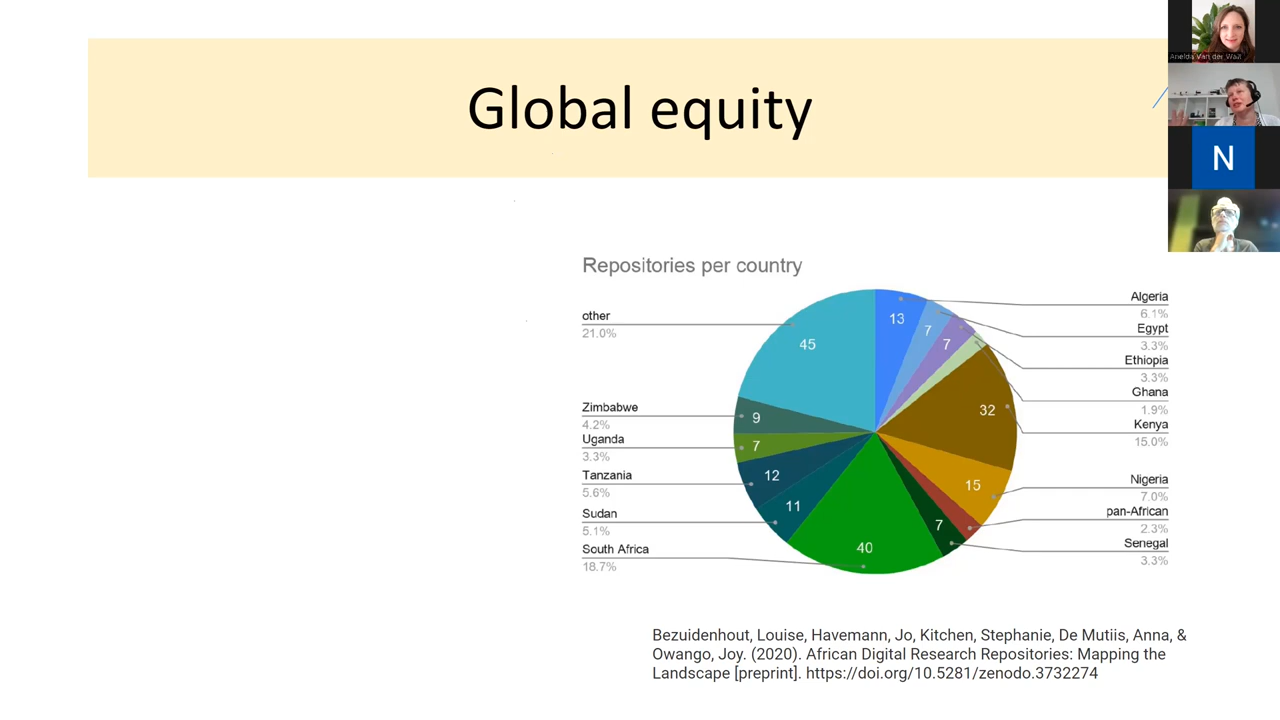 Global equity
Anelda Van der Walt
N
Repositories per country
other
21.0%
Zimbabwe
4.2%
Uganda
3.3%
Tanzania
5.6%
Sudan
5.1%
South Africa
18.7%
45
9
7
12
11
40
13
7
7
32
15
7
Algeria
6.1%
Egypt
3.3%
Ethiopia
3.3%
Ghana
1.9%
Kenya
15.0%
Nigeria
7.0%
pan-African
2.3%
Senegal
3.3%
Bezuidenhout, Louise, Havemann, Jo, Kitchen, Stephanie, De Mutiis, Anna, &
Owango, Joy. (2020). African Digital Research Repositories: Mapping the
Landscape [preprint]. https://doi.org/10.5281/zenodo.3732274